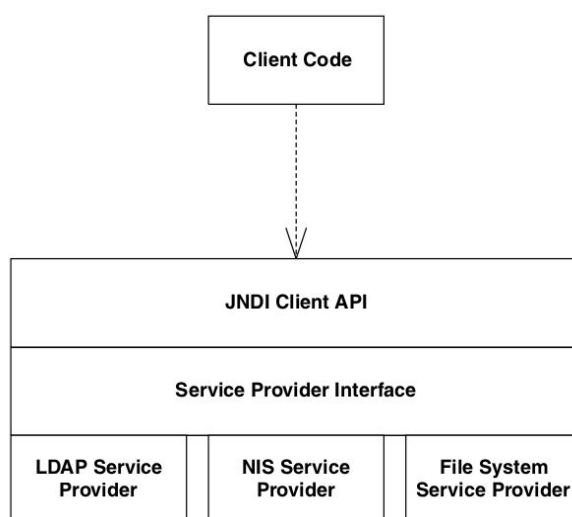 Client Code
JNDI Client API
Service Provider Interface
LDAP Service
Provider
NIS Service
Provider
File System
Service Provider